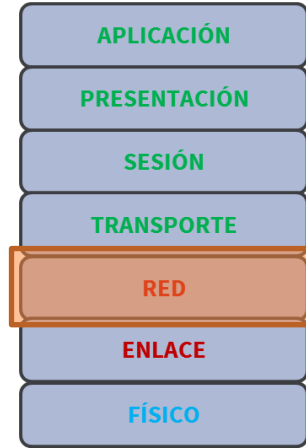 APLICACIÓN
PRESENTACIÓN
SESIÓN
TRANSPORTE
RED
ENLACE
FÍSICO